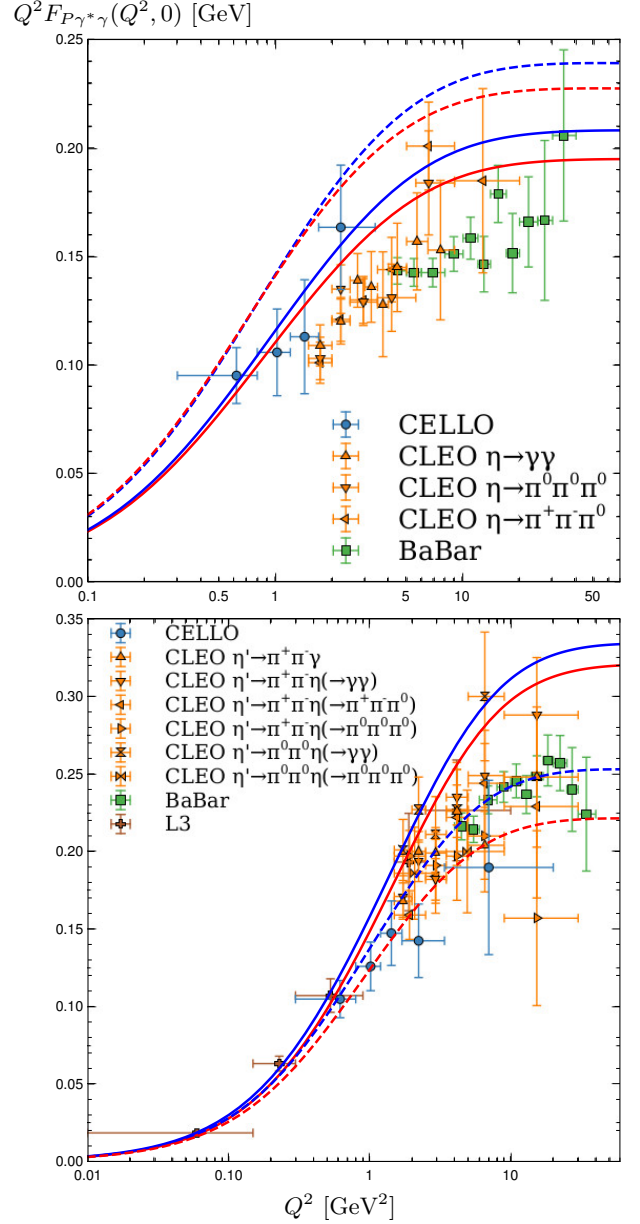 Q²F_{Pγ*γ}(Q², 0) [GeV]
0.25
0.20
0.15
0.10
0.05
0.00
CELLO
CLEO η→γγ
CLEO η→π⁰π⁰π⁰
CLEO η→π⁺π⁻π⁰
BaBar
0.1 0.5 1 5 10 50
CELLO
CLEO η'→π⁺π⁻γ
CLEO η'→π⁺π⁻η(→γγ)
CLEO η'→π⁺π⁻η(→π⁺π⁻π⁰)
CLEO η'→π⁺π⁻η(→π⁰π⁰π⁰)
CLEO η'→π⁰π⁰η(→γγ)
CLEO η'→π⁰π⁰η(→π⁰π⁰π⁰)
BaBar
L3
0.35
0.30
0.25
0.20
0.15
0.10
0.05
0.00
0.01 0.10 1 10
Q² [GeV²]